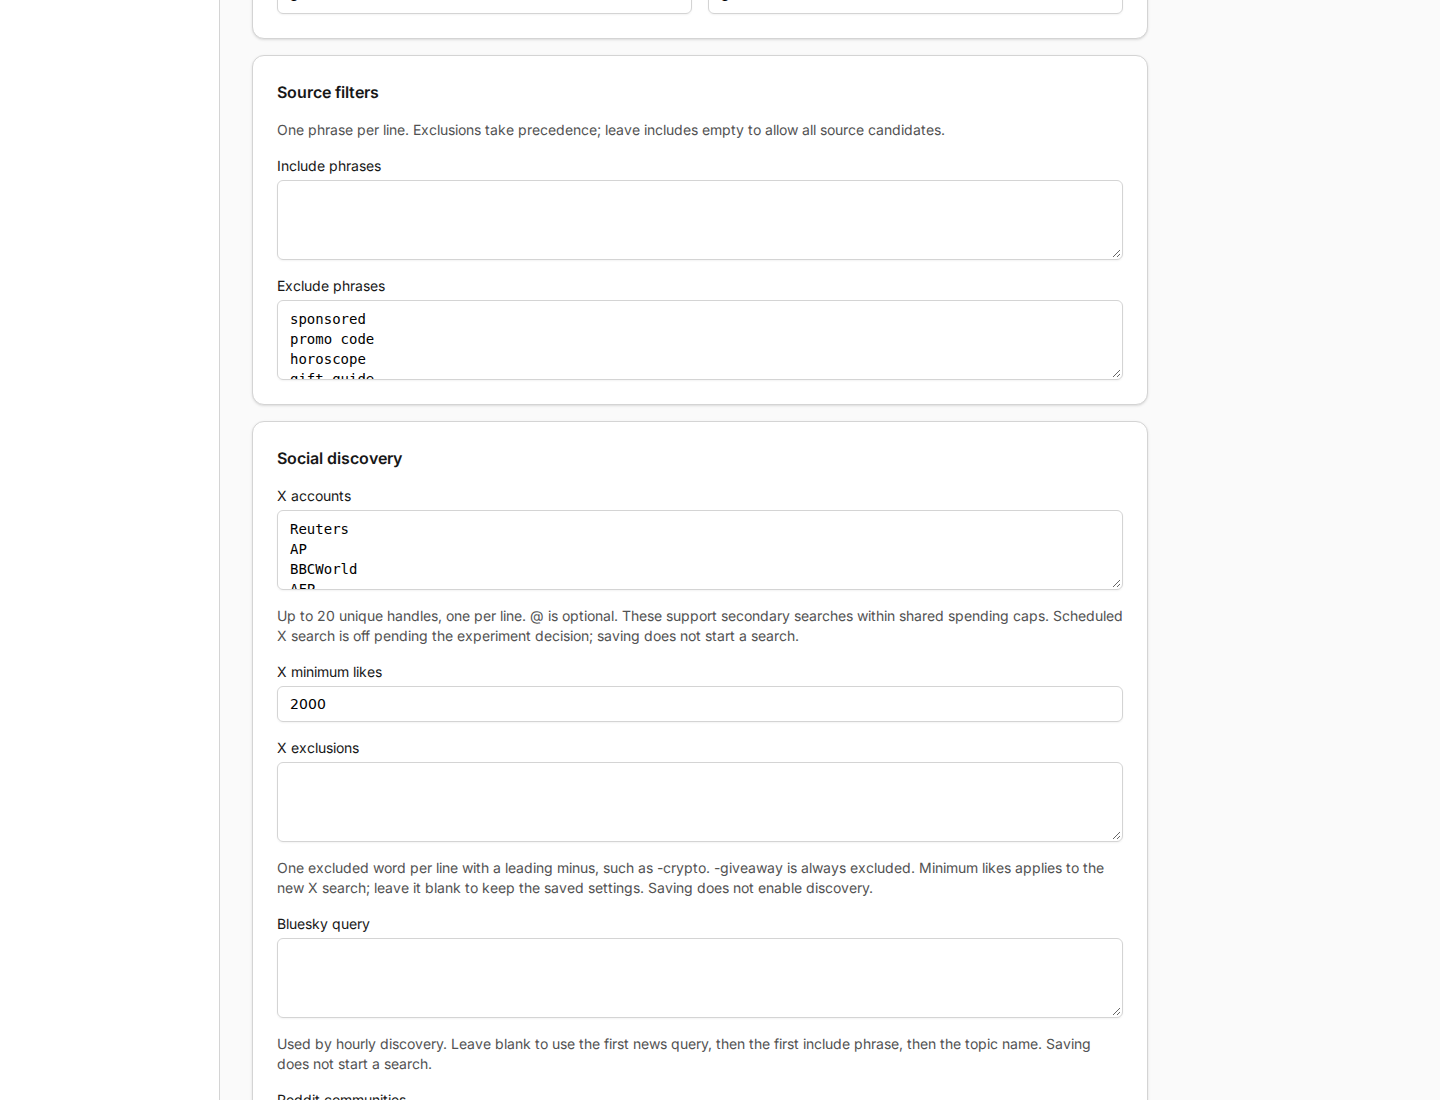 Source filters
One phrase per line. Exclusions take precedence; leave includes empty to allow all source candidates.
Include phrases
Exclude phrases
sponsored
promo code
horoscope
gift guide
Social discovery
X accounts
Reuters
AP
BBCWorld
AFP
Up to 20 unique handles, one per line. @ is optional. These support secondary searches within shared spending caps. Scheduled
X search is off pending the experiment decision; saving does not start a search.
X minimum likes
2000
X exclusions
One excluded word per line with a leading minus, such as -crypto. -giveaway is always excluded. Minimum likes applies to the
new X search; leave it blank to keep the saved settings. Saving does not enable discovery.
Bluesky query
Used by hourly discovery. Leave blank to use the first news query, then the first include phrase, then the topic name. Saving
does not start a search.
Reddit communities